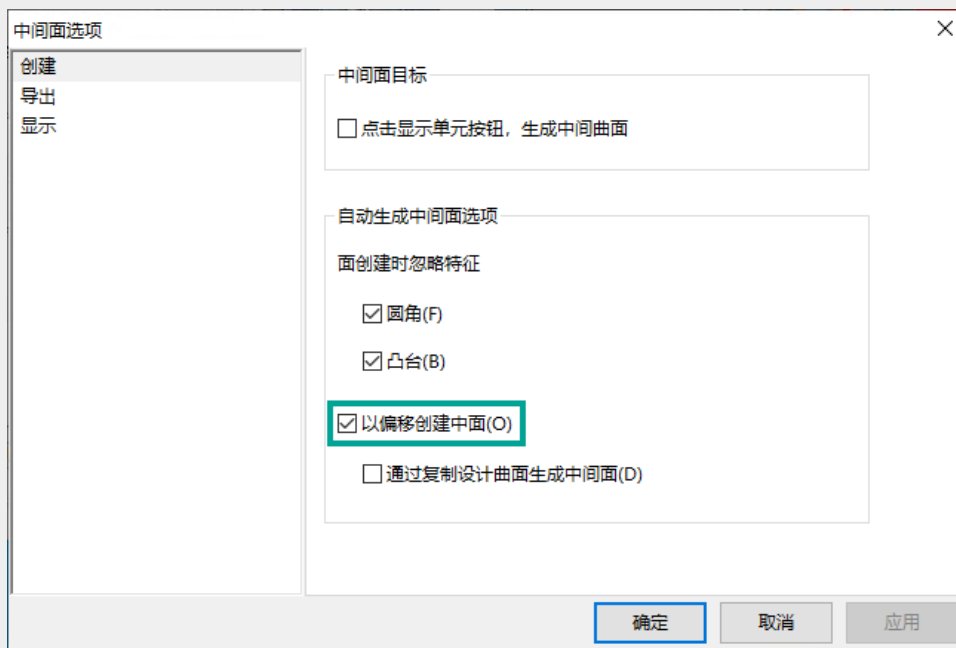 中间面选项
创建
导出
显示
中间面目标
点击显示单元按钮，生成中间曲面
自动生成中间面选项
面创建时忽略特征
圆角(F)
凸台(B)
以偏移创建中面(O)
通过复制设计曲面生成中间面(D)
确定
取消
应用